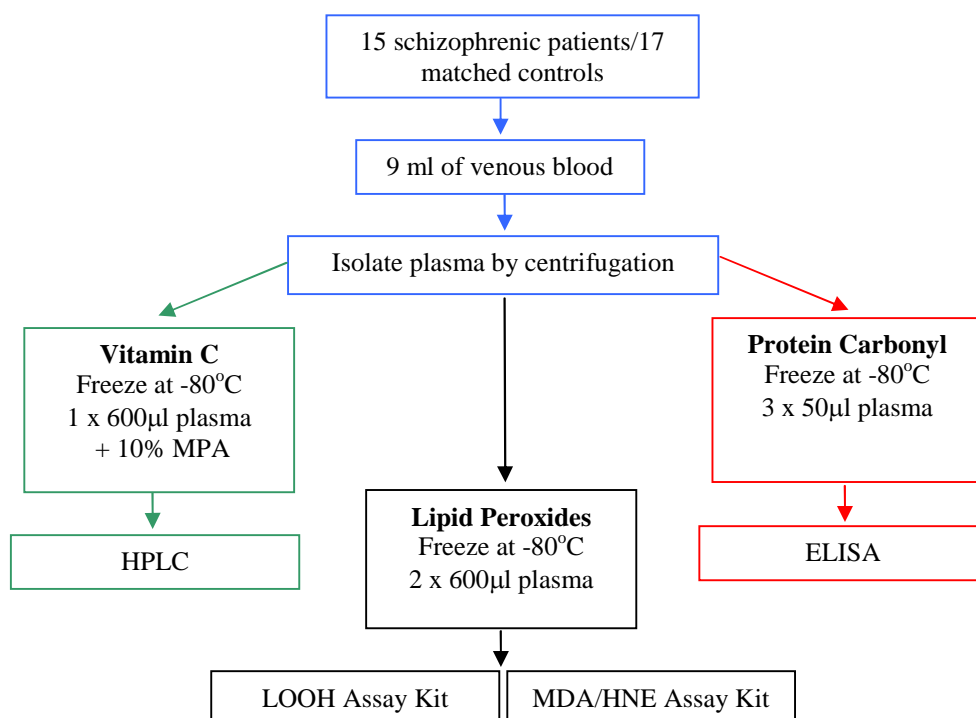 15 schizophrenic patients/17
matched controls
9 ml of venous blood
Isolate plasma by centrifugation
Vitamin C
Freeze at -80°C
1 x 600μl plasma
+ 10% MPA
HPLC
Lipid Peroxides
Freeze at -80°C
2 x 600μl plasma
LOOH Assay Kit
MDA/HNE Assay Kit
Protein Carbonyl
Freeze at -80°C
3 x 50μl plasma
ELISA